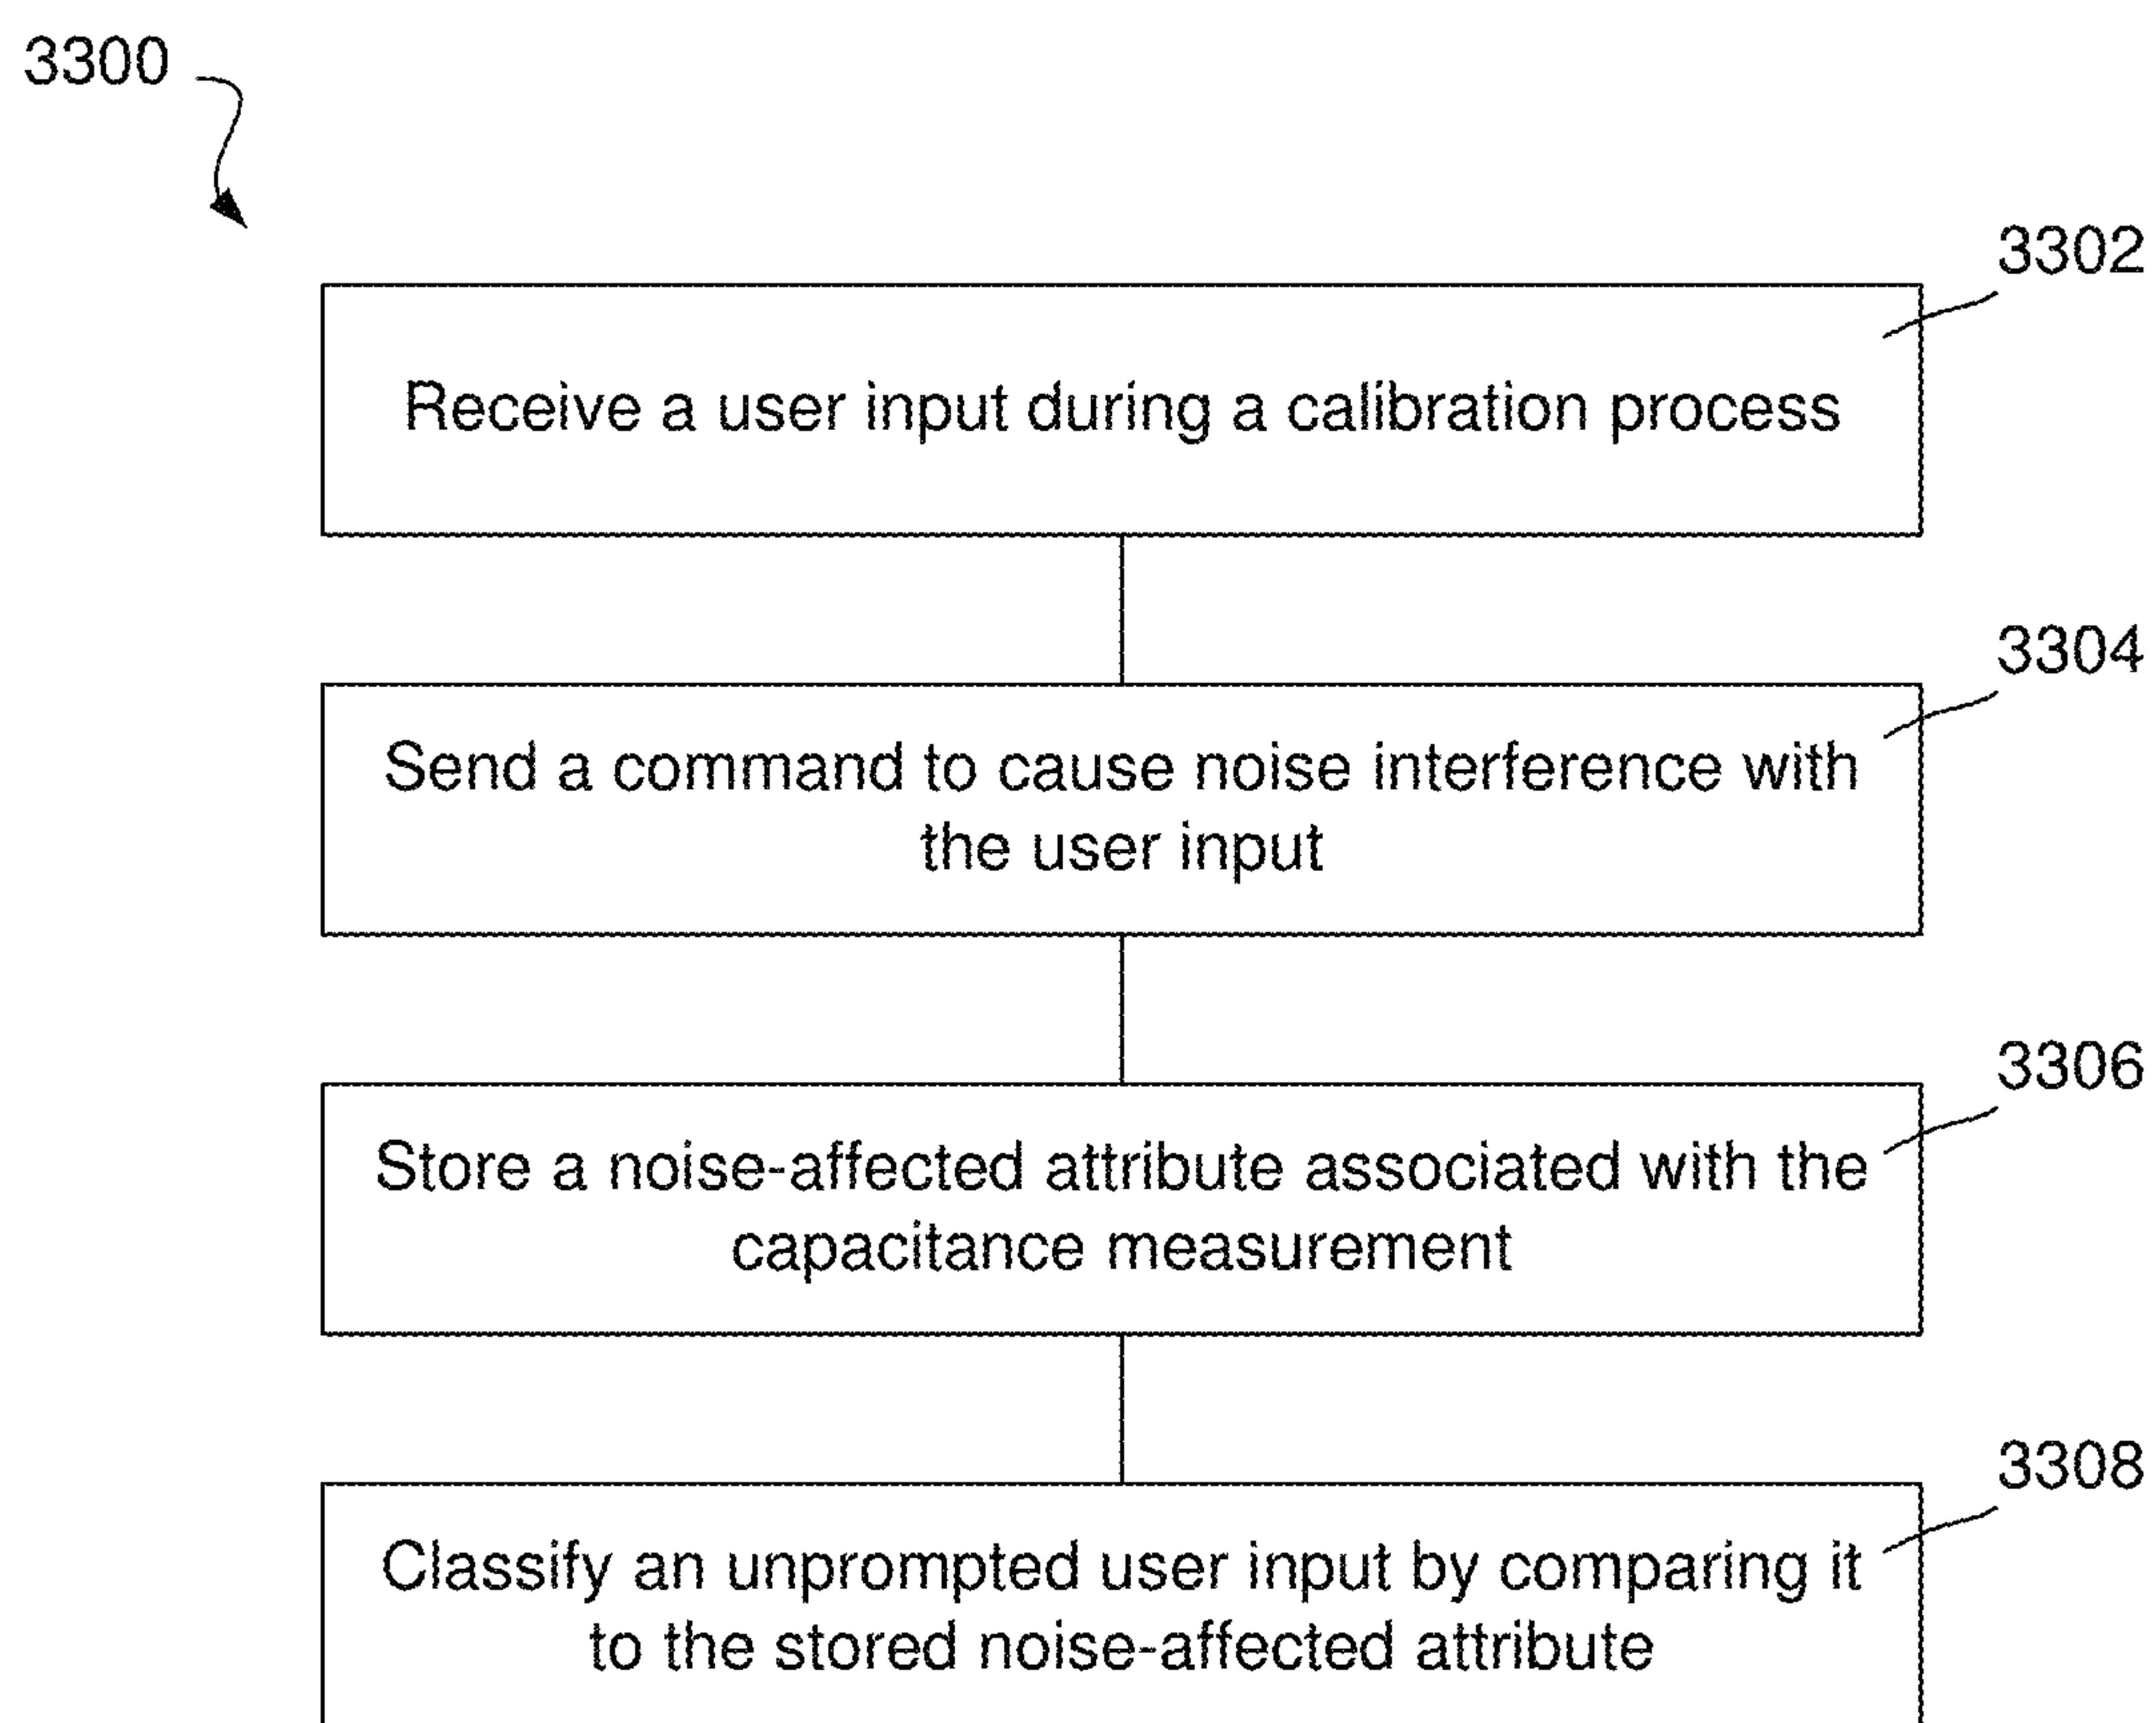 3300
3302
Receive a user input during a calibration process
3304
Send a command to cause noise interference with
the user input
3306
Store a noise-affected attribute associated with the
capacitance measurement
3308
Classify an unprompted user input by comparing it
to the stored noise-affected attribute